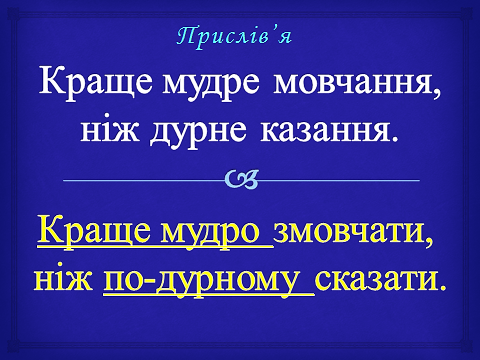 Прислів’я
Краще мудре мовчання,
ніж дурне казання.
Краще мудро змовчати,
ніж по-дурному сказати.